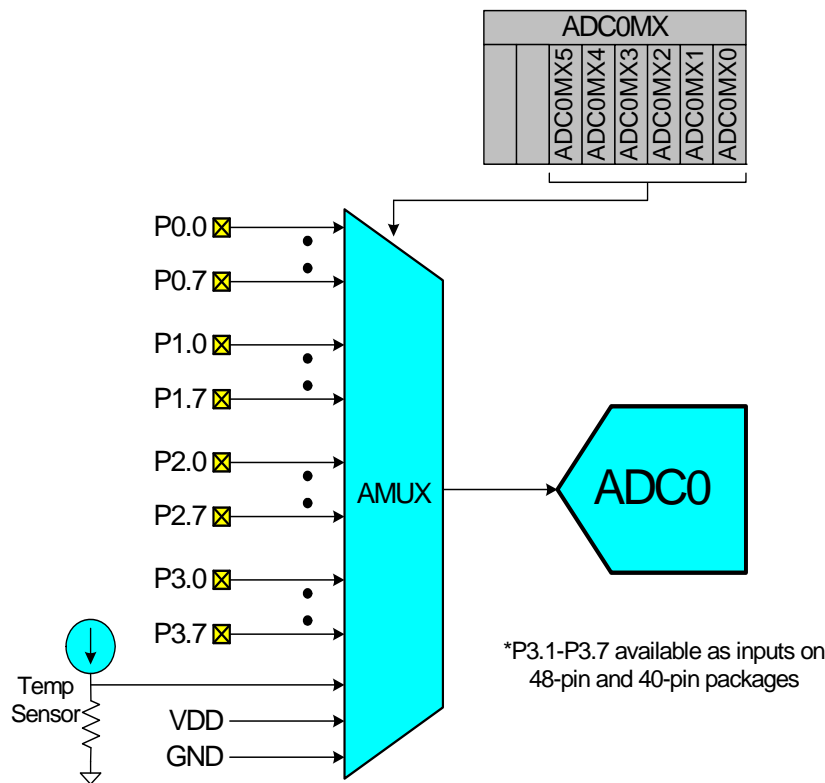 ADC0MX
ADC0MX5
ADC0MX4
ADC0MX3
ADC0MX2
ADC0MX1
ADC0MX0
P0.0
P0.7
P1.0
P1.7
P2.0
P2.7
P3.0
P3.7
AMUX
ADC0
Temp
Sensor
VDD
GND
*P3.1-P3.7 available as inputs on
48-pin and 40-pin packages